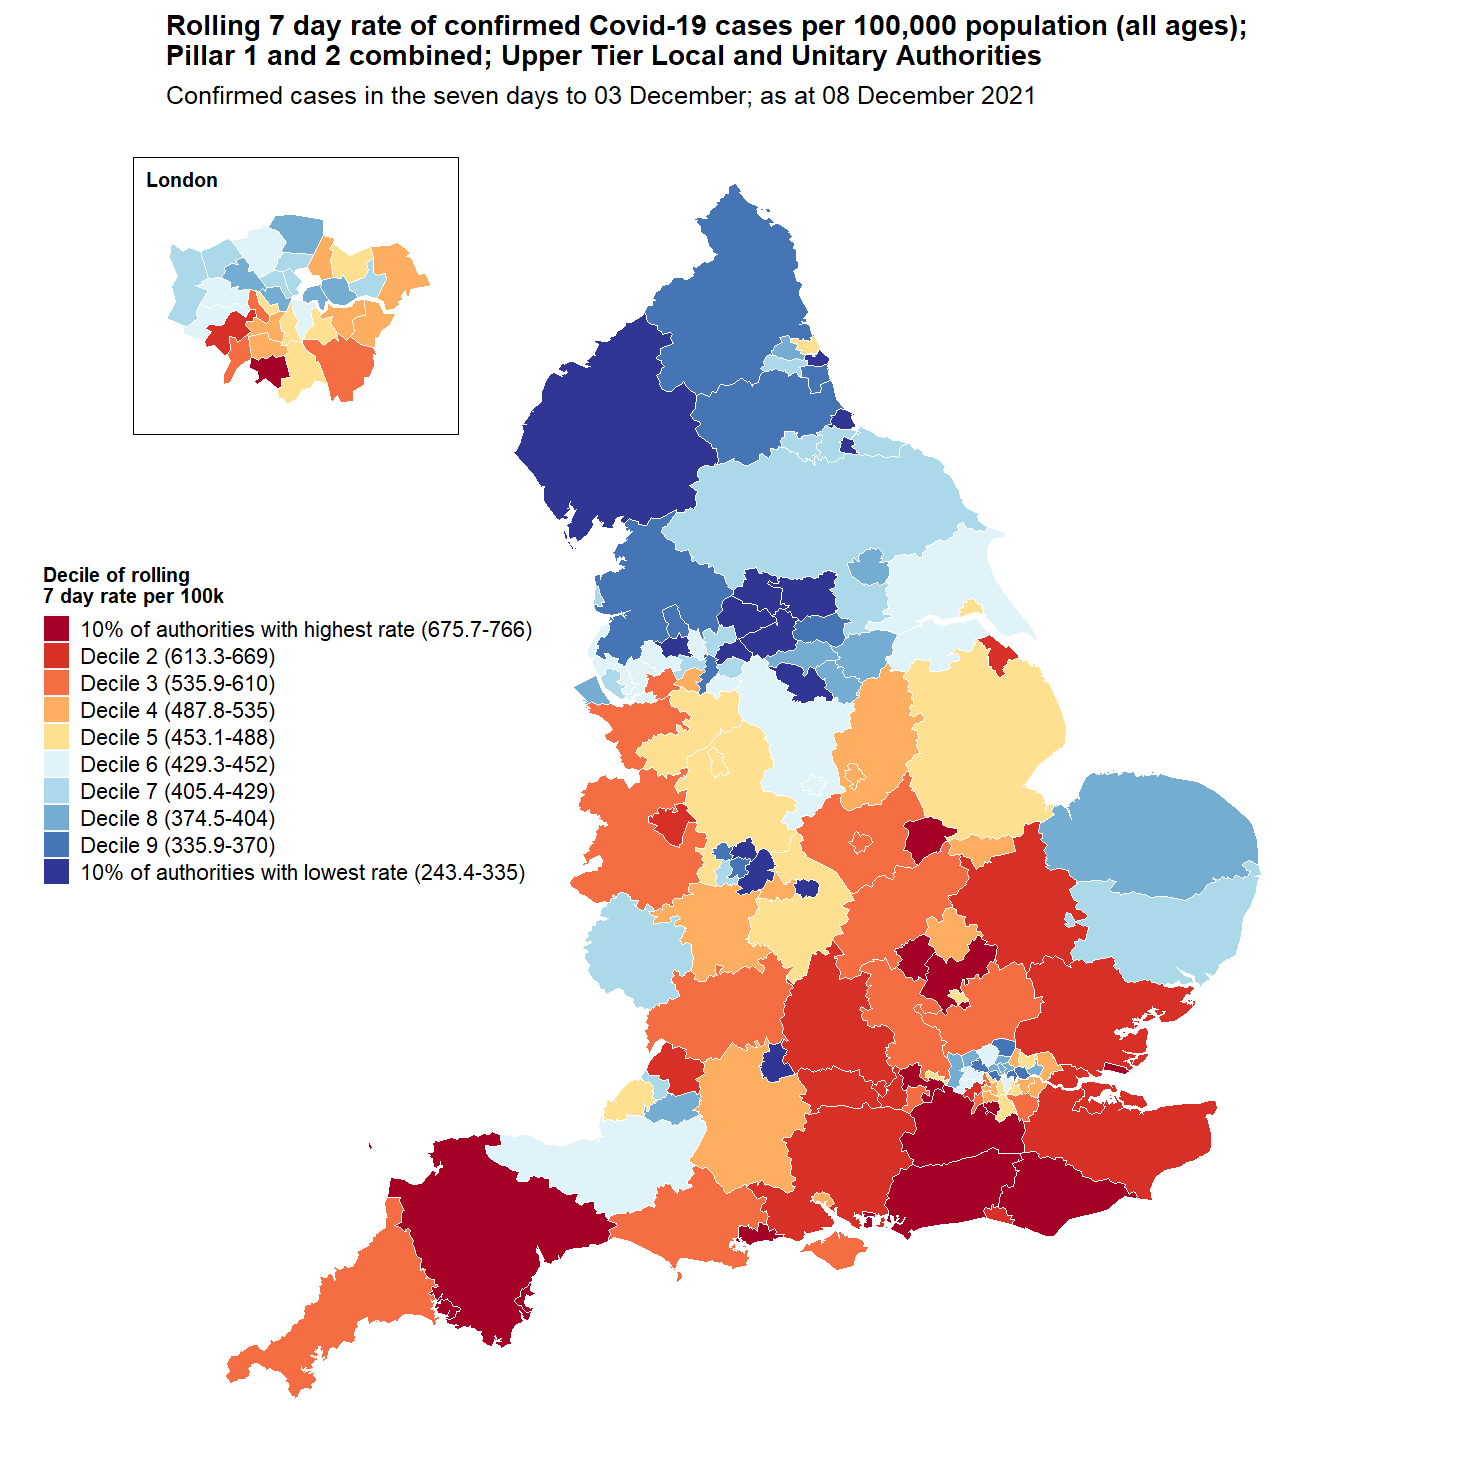 Rolling 7 day rate of confirmed Covid-19 cases per 100,000 population (all ages);
Pillar 1 and 2 combined; Upper Tier Local and Unitary Authorities
Confirmed cases in the seven days to 03 December; as at 08 December 2021
London
Decile of rolling
7 day rate per 100k
10% of authorities with highest rate (675.7-766)
Decile 2 (613.3-669)
Decile 3 (535.9-610)
Decile 4 (487.8-535)
Decile 5 (453.1-488)
Decile 6 (429.3-452)
Decile 7 (405.4-429)
Decile 8 (374.5-404)
Decile 9 (335.9-370)
10% of authorities with lowest rate (243.4-335)